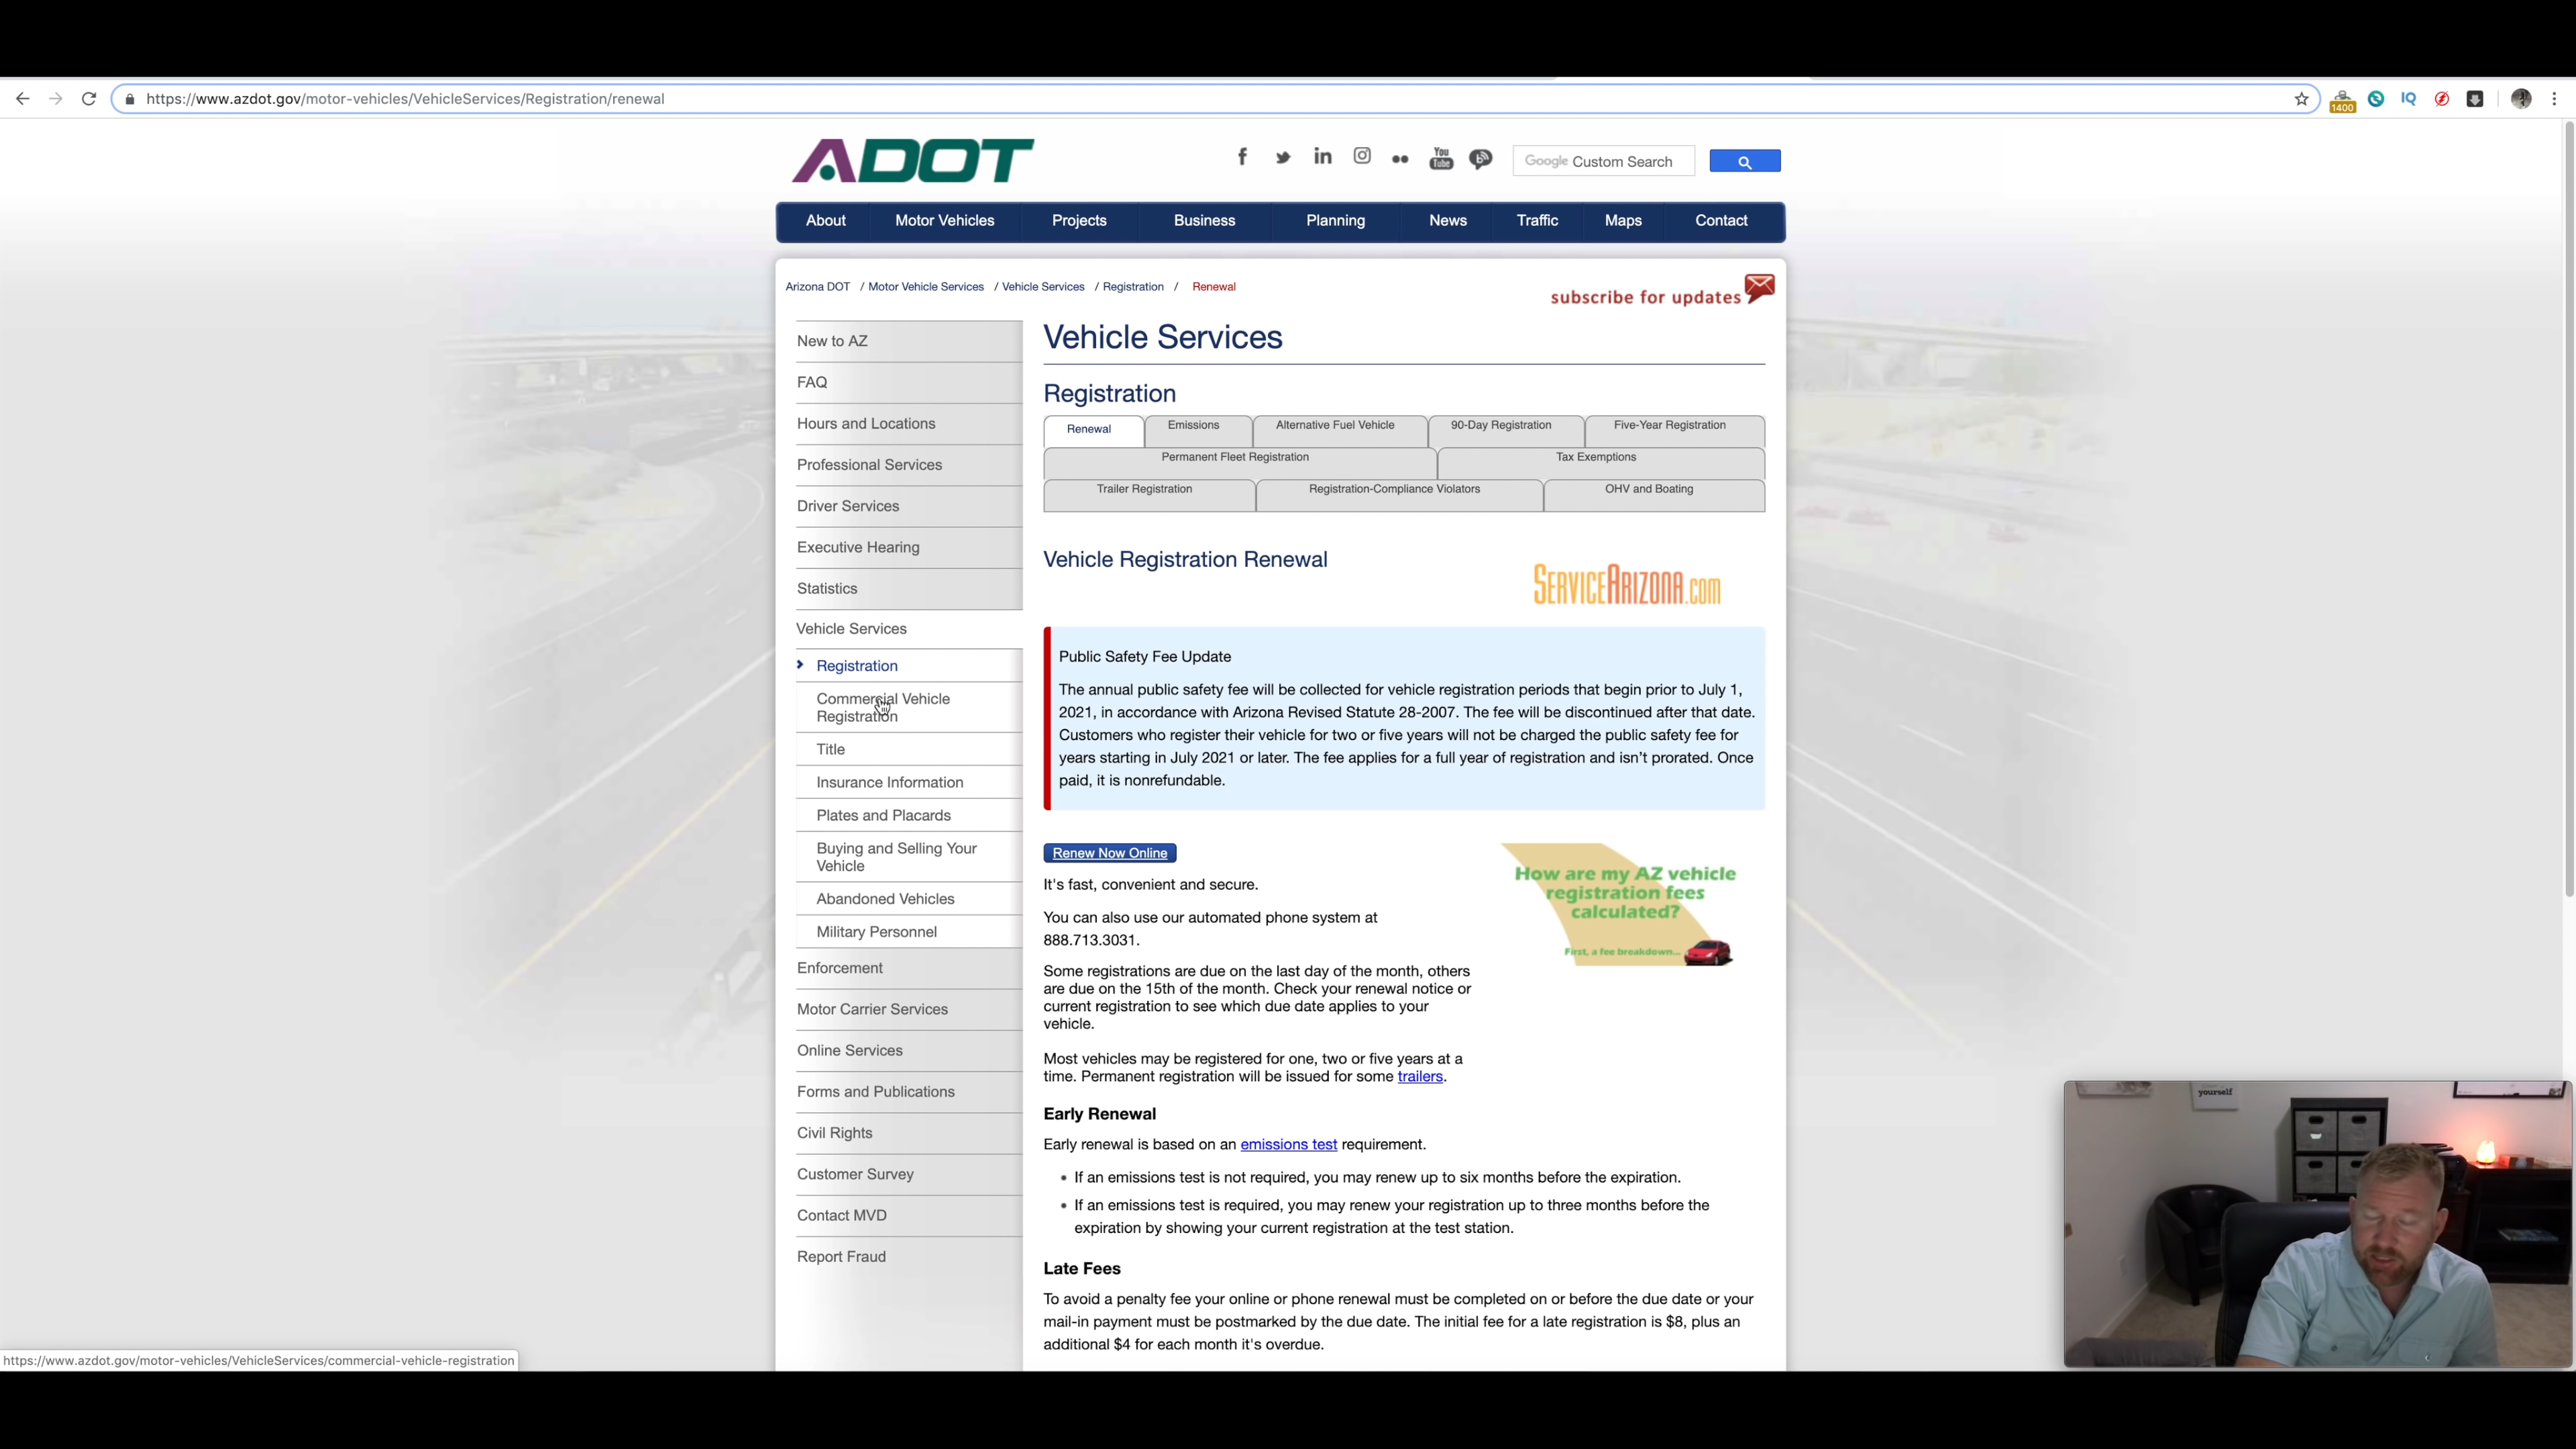 https://www.azdot.gov/motor-vehicles/VehicleServices/Registration/renewal
1400
IQ
ADOT
You
Tube
Google Custom Search
About
Motor Vehicles
Projects
Business
Planning
News
Traffic
Maps
Contact
Arizona DOT / Motor Vehicle Services / Vehicle Services / Registration / Renewal
subscribe for updates
New to AZ
FAQ
Hours and Locations
Professional Services
Driver Services
Executive Hearing
Statistics
Vehicle Services
Registration
Commercial Vehicle
Registration
Title
Insurance Information
Plates and Placards
Buying and Selling Your
Vehicle
Abandoned Vehicles
Military Personnel
Enforcement
Motor Carrier Services
Online Services
Forms and Publications
Civil Rights
Customer Survey
Contact MVD
Report Fraud
Vehicle Services
Registration
Renewal
Emissions
Alternative Fuel Vehicle
90-Day Registration
Five-Year Registration
Permanent Fleet Registration
Tax Exemptions
Trailer Registration
Registration-Compliance Violators
OHV and Boating
Vehicle Registration Renewal
SERVICEARIZONA.COM
Public Safety Fee Update
The annual public safety fee will be collected for vehicle registration periods that begin prior to July 1,
2021, in accordance with Arizona Revised Statute 28-2007. The fee will be discontinued after that date.
Customers who register their vehicle for two or five years will not be charged the public safety fee for
years starting in July 2021 or later. The fee applies for a full year of registration and isn't prorated. Once
paid, it is nonrefundable.
Renew Now Online
It's fast, convenient and secure.
You can also use our automated phone system at
888.713.3031.
Some registrations are due on the last day of the month, others
are due on the 15th of the month. Check your renewal notice or
current registration to see which due date applies to your
vehicle.
Most vehicles may be registered for one, two or five years at a
time. Permanent registration will be issued for some trailers.
How are my AZ vehicle
registration fees
calculated?
First, a fee breakdown...
Early Renewal
Early renewal is based on an emissions test requirement.
• If an emissions test is not required, you may renew up to six months before the expiration.
• If an emissions test is required, you may renew your registration up to three months before the
expiration by showing your current registration at the test station.
Late Fees
To avoid a penalty fee your online or phone renewal must be completed on or before the due date or your
mail-in payment must be postmarked by the due date. The initial fee for a late registration is $8, plus an
additional $4 for each month it's overdue.
yourself
https://www.azdot.gov/motor-vehicles/VehicleServices/commercial-vehicle-registration